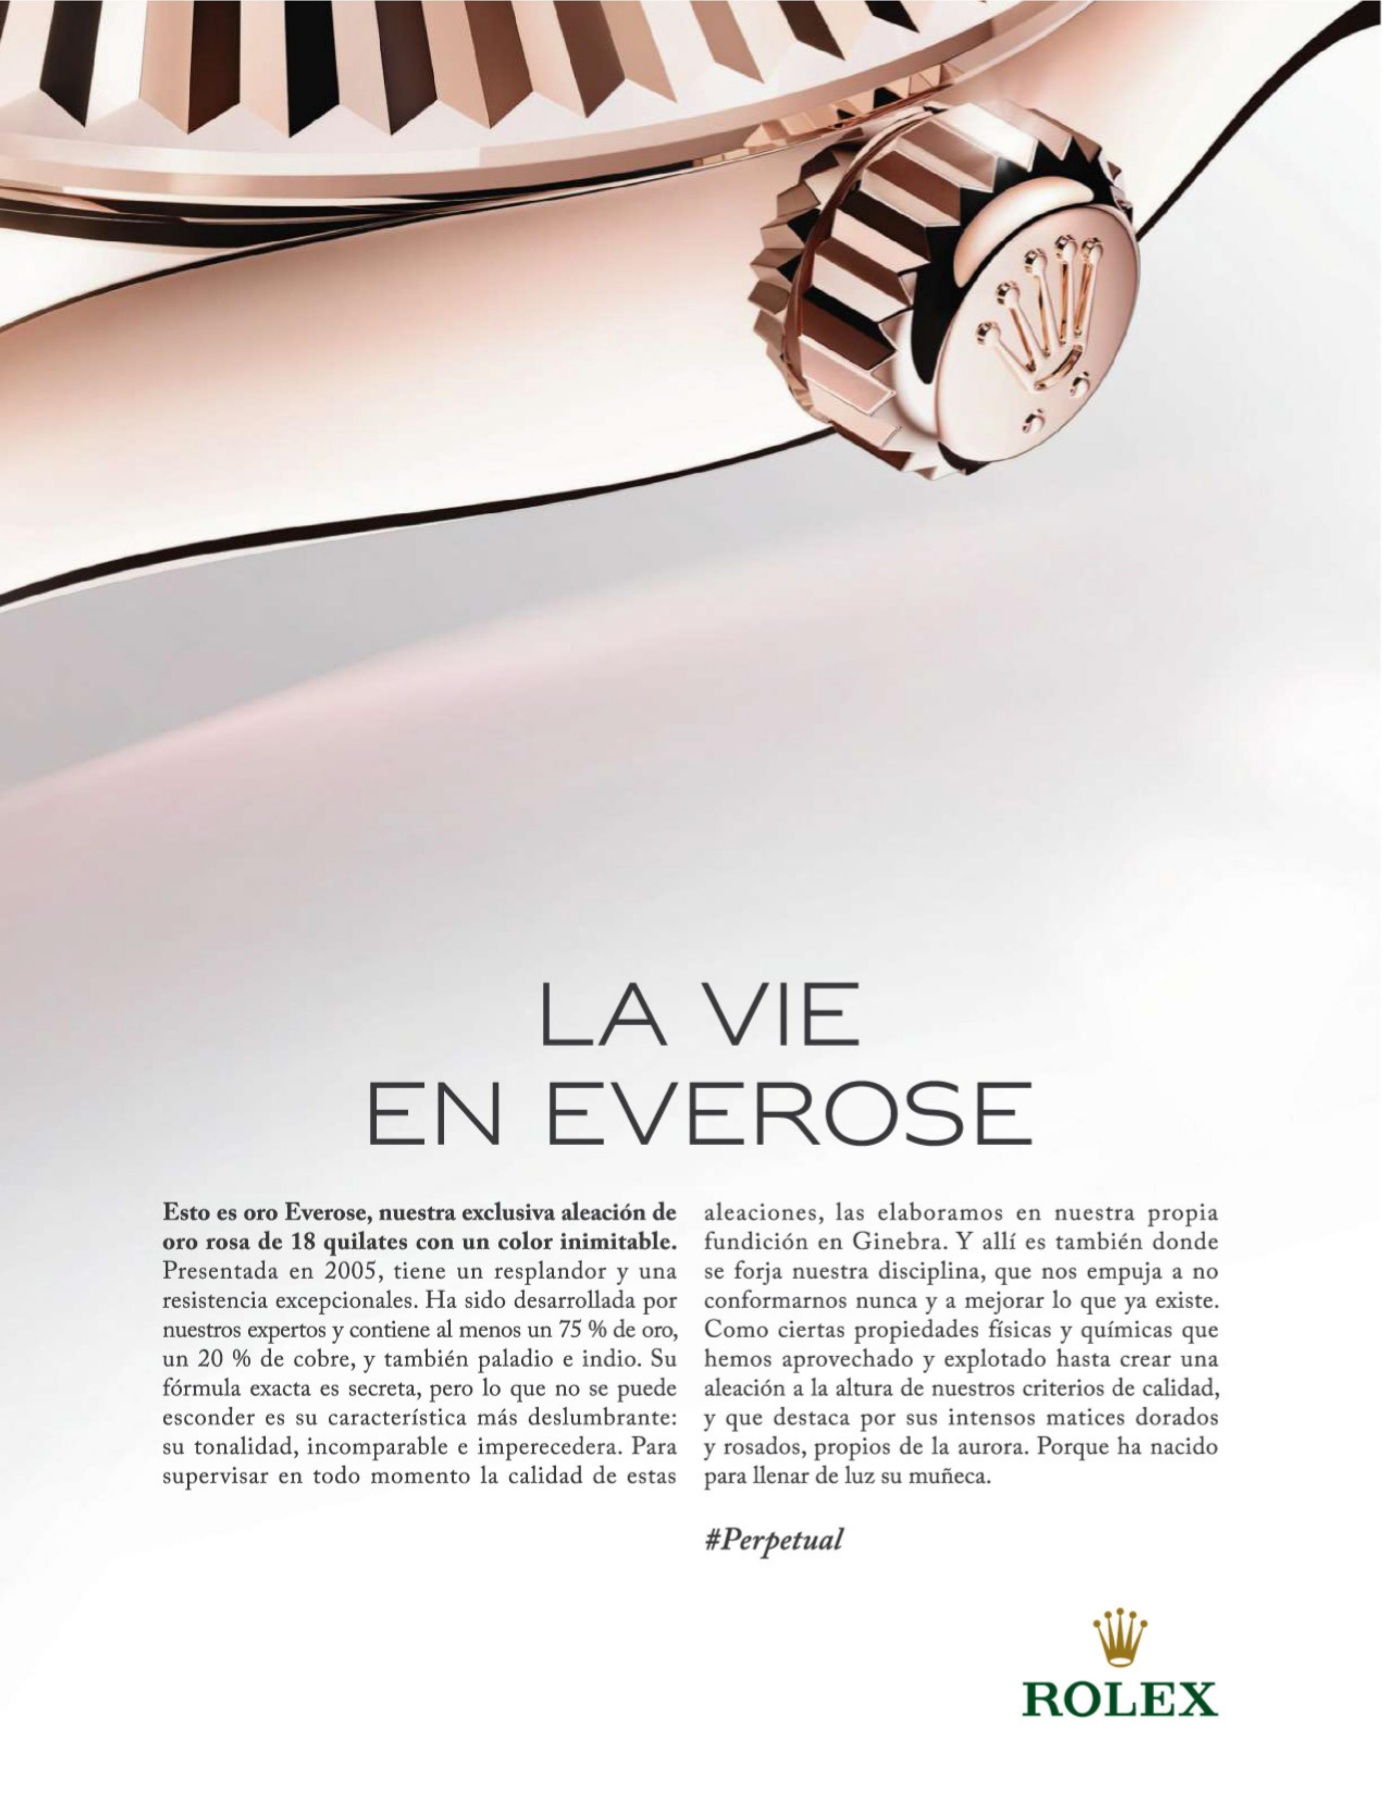 LA VIE
EN EVEROSE
Esto es oro Everose, nuestra exclusiva aleación de
oro rosa de 18 quilates con un color inimitable.
Presentada en 2005, tiene un resplandor y una
resistencia excepcionales. Ha sido desarrollada por
nuestros expertos y contiene al menos un 75 % de oro,
un 20 % de cobre, y también paladio e indio. Su
fórmula exacta es secreta, pero lo que no se puede
esconder es su característica más deslumbrante:
su tonalidad, incomparable e imperecedera. Para
supervisar en todo momento la calidad de estas
aleaciones, las elaboramos en nuestra propia
fundición en Ginebra. Y allí es también donde
se forja nuestra disciplina, que nos empuja a no
conformarnos nunca y a mejorar lo que ya existe.
Como ciertas propiedades físicas y químicas que
hemos aprovechado y explotado hasta crear una
aleación a la altura de nuestros criterios de calidad,
y que destaca por sus intensos matices dorados
y rosados, propios de la aurora. Porque ha nacido
para llenar de luz su muñeca.
#Perpetual
ROLEX